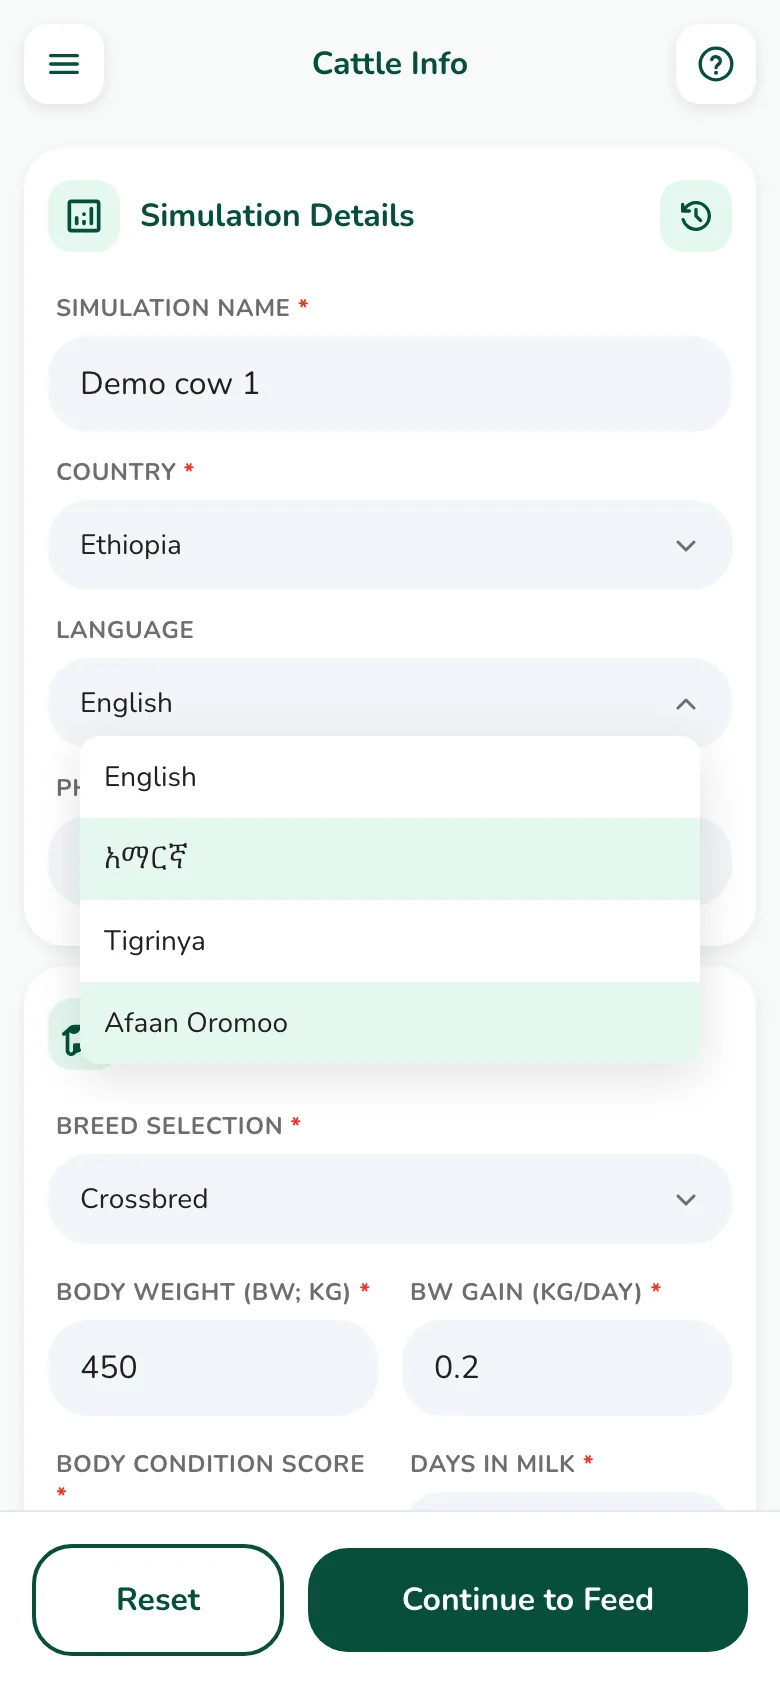 Cattle Info
Simulation Details
SIMULATION NAME *
Demo cow 1
COUNTRY *
Ethiopia
LANGUAGE
English
English
አማርኛ
Tigrinya
Afaan Oromoo
BREED SELECTION *
Crossbred
BODY WEIGHT (BW; KG) *
BW GAIN (KG/DAY) *
450
0.2
BODY CONDITION SCORE *
DAYS IN MILK *
Reset
Continue to Feed